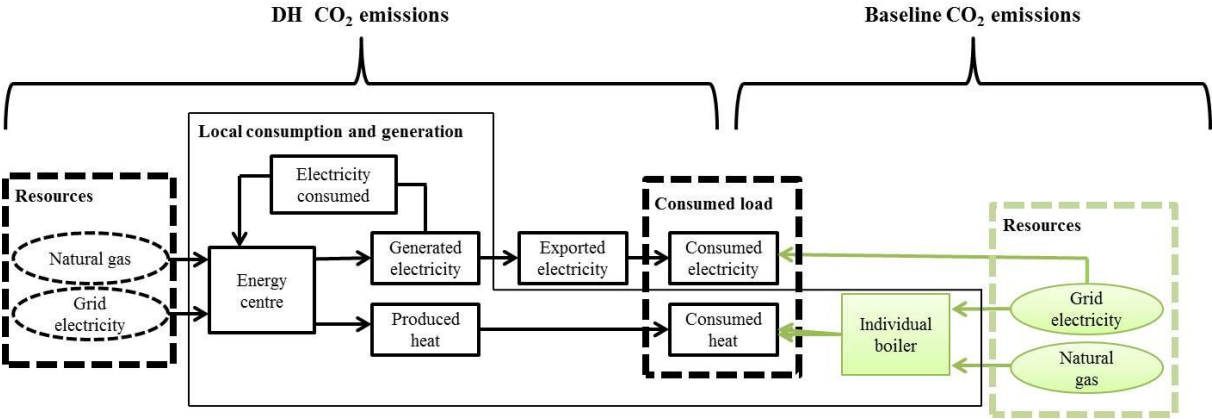 DH CO₂ emissions
Baseline CO₂ emissions
Local consumption and generation
Electricity
consumed
Resources
Consumed load
Resources
Natural gas
Generated
electricity
Exported
electricity
Consumed
electricity
Energy
centre
Grid
electricity
Grid
electricity
Produced
heat
Consumed
heat
Individual
boiler
Natural
gas